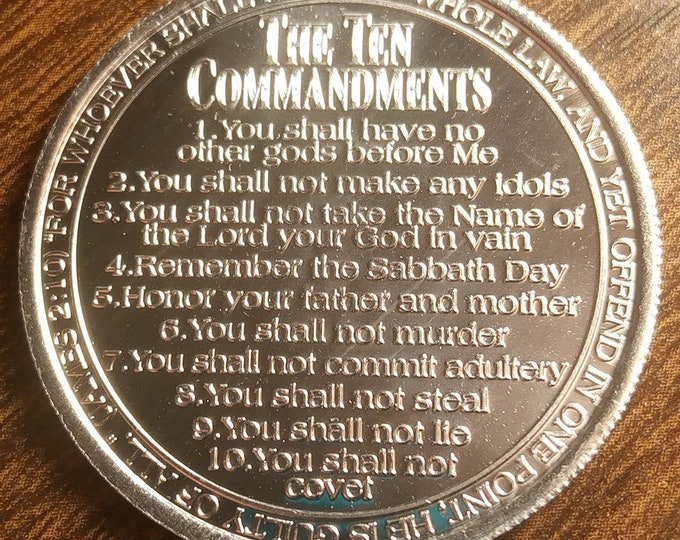 THE TEN
COMMANDMENTS
1.You shall have no
other gods before Me
2.You shall not make any idols
3.You shall not take the Name of
the Lord your God in vain
4.Remember the Sabbath Day
5.Honor your father and mother
6.You shall not murder
7.You shall not commit adultery
8.You shall not steal
9.You shall not lie
10.You shall not
covet
(JAMES 2:10) "FOR WHOEVER SHALL WHOLE LAW, AND YET OFFEND IN ONE POINT, HE IS GUILTY OF ALL."